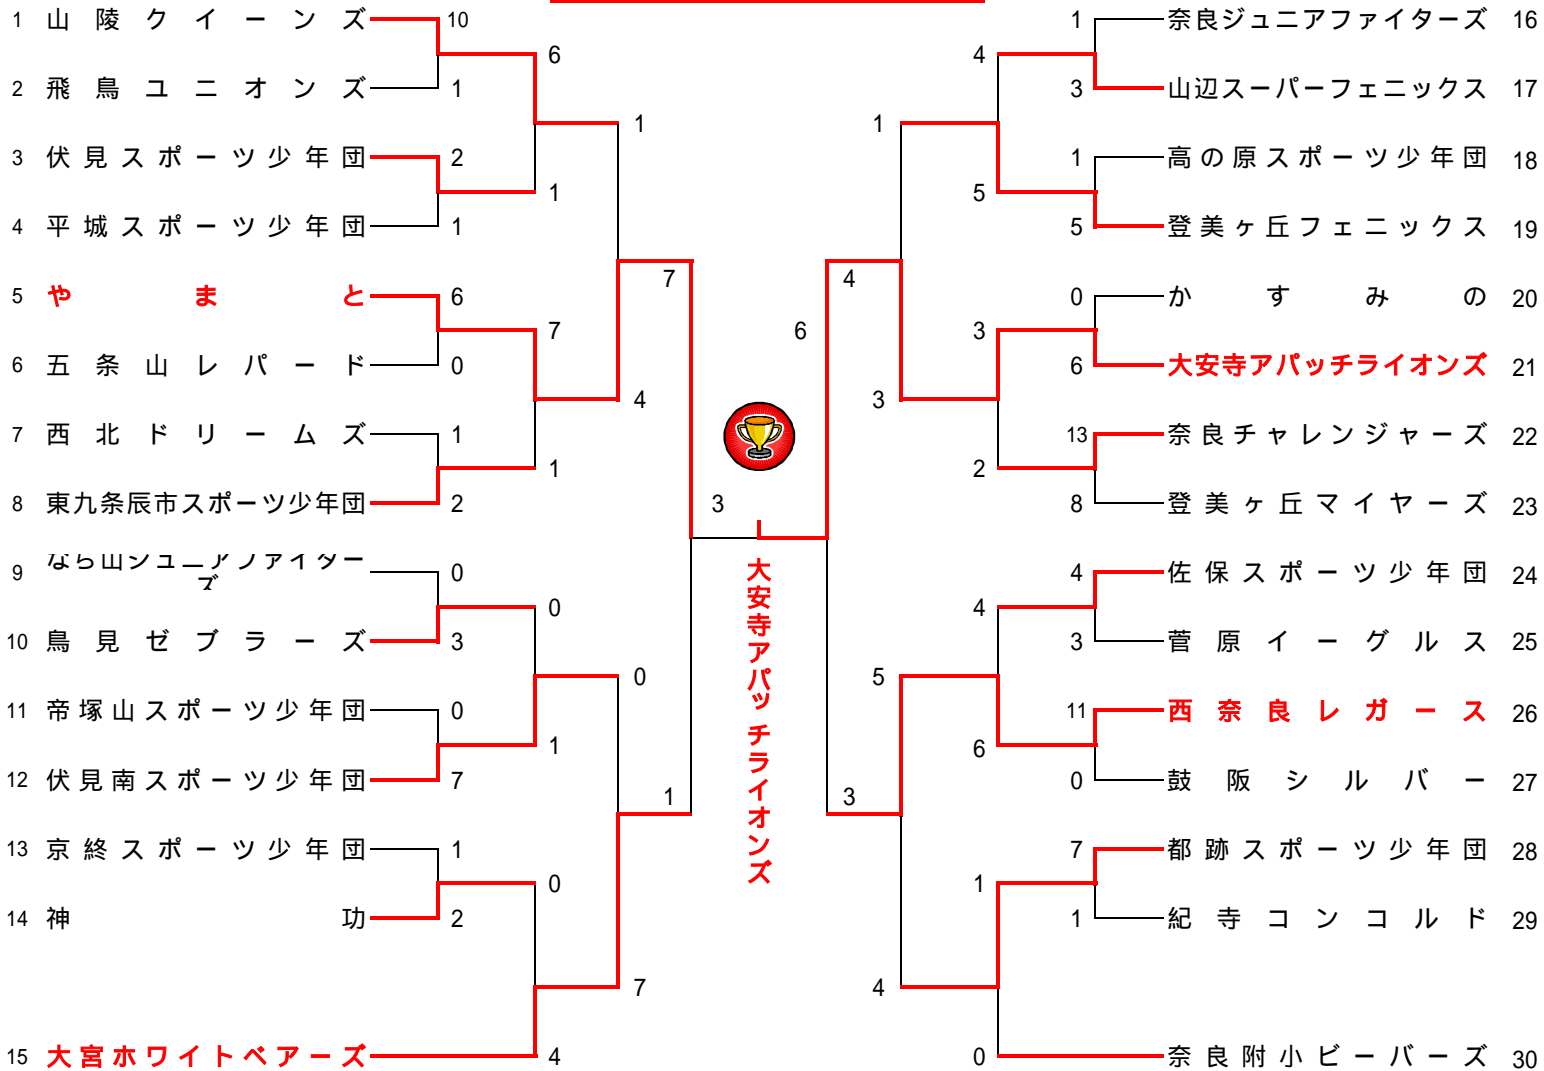 1 山陵クイーンズ 10
6
2 飛鳥ユニオンズ 1
1
3 伏見スポーツ少年団 2
1
4 平城スポーツ少年団 1
7
5 やまと 6
7
6 五条山レパード 0
4
7 西北ドリームズ 1
1
8 東九条辰市スポーツ少年団 2
3
9 なら山ジュニアファイターズ 0
0
10 鳥見ゼブラーズ 3
0
11 帝塚山スポーツ少年団 0
1
12 伏見南スポーツ少年団 7
1
13 京終スポーツ少年団 1
0
14 神功 2
7
15 大宮ホワイトベアーズ 4
大安寺アパッチライオンズ
1 奈良ジュニアファイターズ 16
4
3 山辺スーパーフェニックス 17
1
1 高の原スポーツ少年団 18
5
5 登美ヶ丘フェニックス 19
4
0 かすみの 20
6
3
6 大安寺アパッチライオンズ 21
3
13 奈良チャレンジャーズ 22
2
8 登美ヶ丘マイヤーズ 23
4 佐保スポーツ少年団 24
4
3 菅原イーグルス 25
5
11 西奈良レガース 26
6
0 鼓阪シルバー 27
3
7 都跡スポーツ少年団 28
1
1 紀寺コンコルド 29
4
0 奈良附小ビーバーズ 30